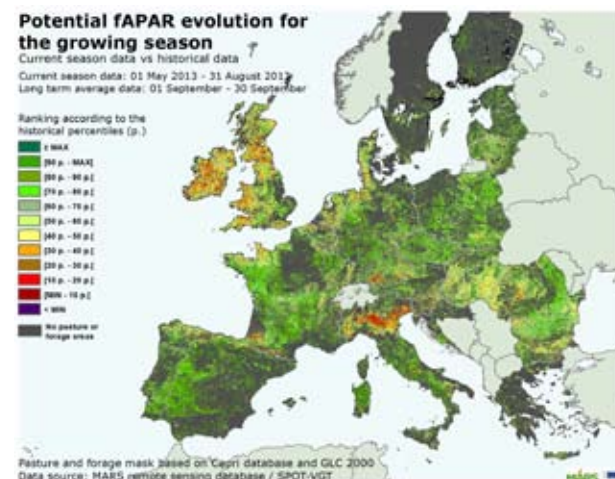 Potential fAPAR evolution for
the growing season
Current season data vs historical data
Current season data: 01 May 2013 - 31 August 2013
Long term average data: 01 September - 30 September
Ranking according to the
historical percentiles (p.)
≥ MAX
[90 p. - MAX[
[80 p. - 90 p.[
[70 p. - 80 p.[
[60 p. - 70 p.[
[50 p. - 60 p.[
[40 p. - 50 p.[
[30 p. - 40 p.[
[20 p. - 30 p.[
[10 p. - 20 p.[
[MIN - 10 p.[
< MIN
No pasture or
forage areas
Pasture and forage mask based on Capri database and GLC 2000
Data source: MARS remote sensing database / SPOT-VGT
MARS